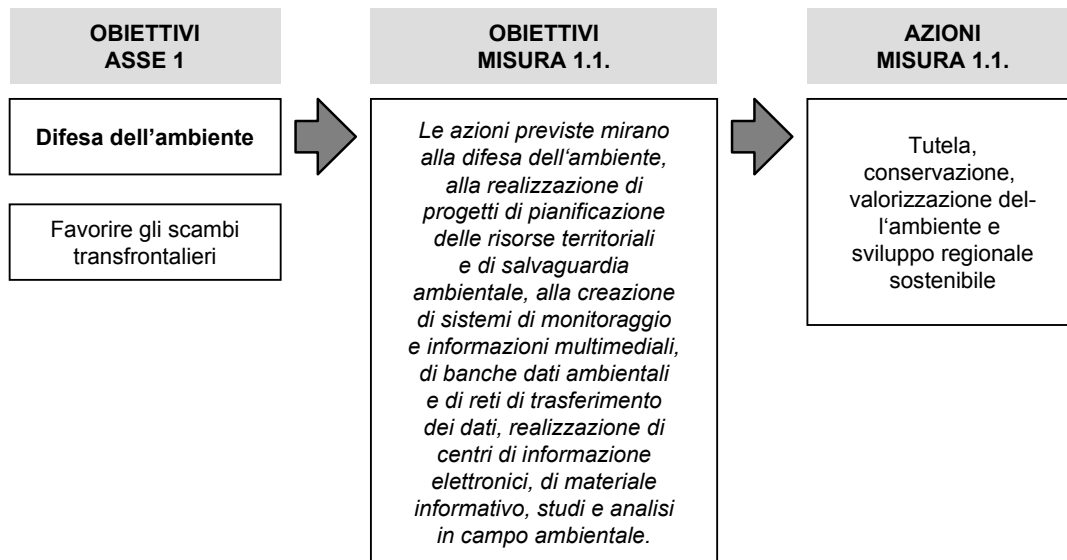 OBIETTIVI
ASSE 1
Difesa dell’ambiente
Favorire gli scambi
transfrontalieri
OBIETTIVI
MISURA 1.1.
Le azioni previste mirano
alla difesa dell‘ambiente,
alla realizzazione di
progetti di pianificazione
delle risorse territoriali
e di salvaguardia
ambientale, alla creazione
di sistemi di monitoraggio
e informazioni multimediali,
di banche dati ambientali
e di reti di trasferimento
dei dati, realizzazione di
centri di informazione
elettronici, di materiale
informativo, studi e analisi
in campo ambientale.
AZIONI
MISURA 1.1.
Tutela,
conservazione,
valorizzazione del-
l‘ambiente e
sviluppo regionale
sostenibile